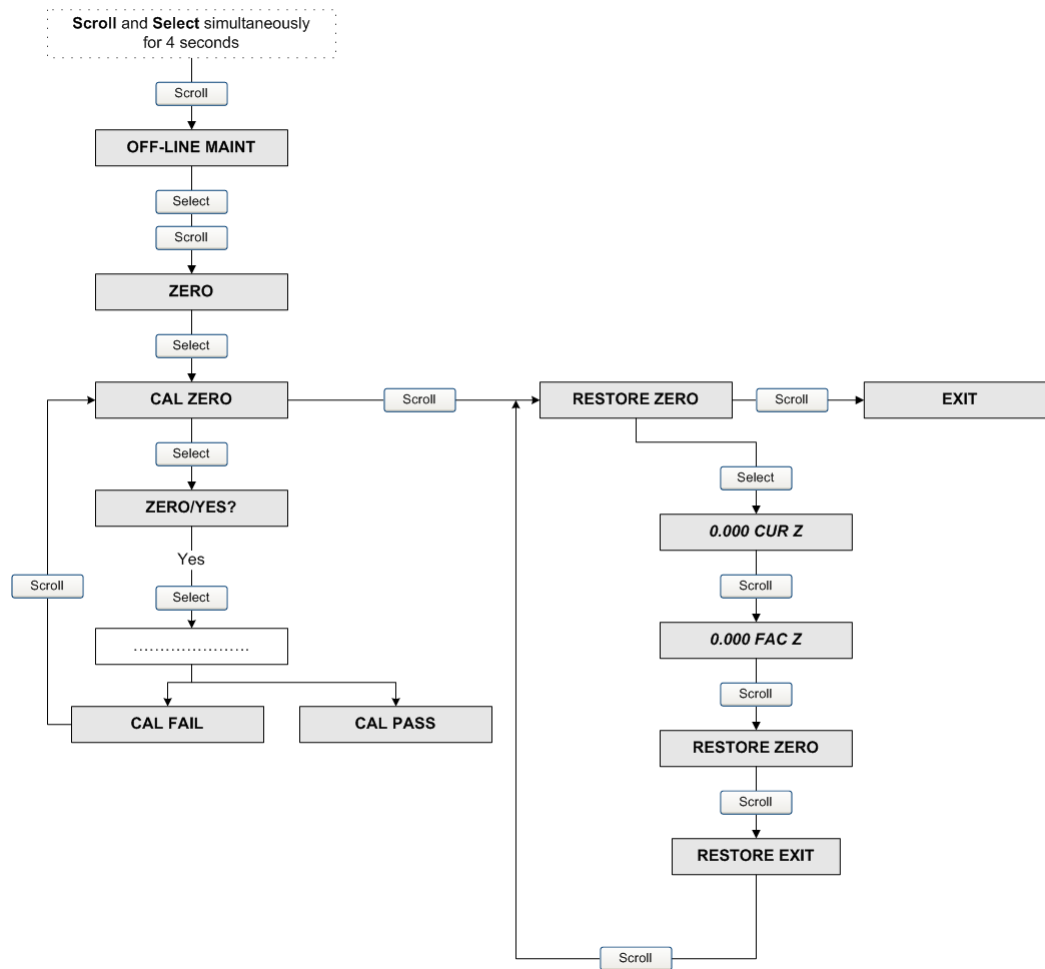 Scroll and Select simultaneously
for 4 seconds
Scroll
OFF-LINE MAINT
Select
Scroll
ZERO
Select
CAL ZERO
Scroll
RESTORE ZERO
Scroll
EXIT
Select
Select
ZERO/YES?
0.000 CUR Z
Yes
Scroll
Scroll
Select
0.000 FAC Z
.....................
Scroll
CAL FAIL
CAL PASS
RESTORE ZERO
Scroll
RESTORE EXIT
Scroll